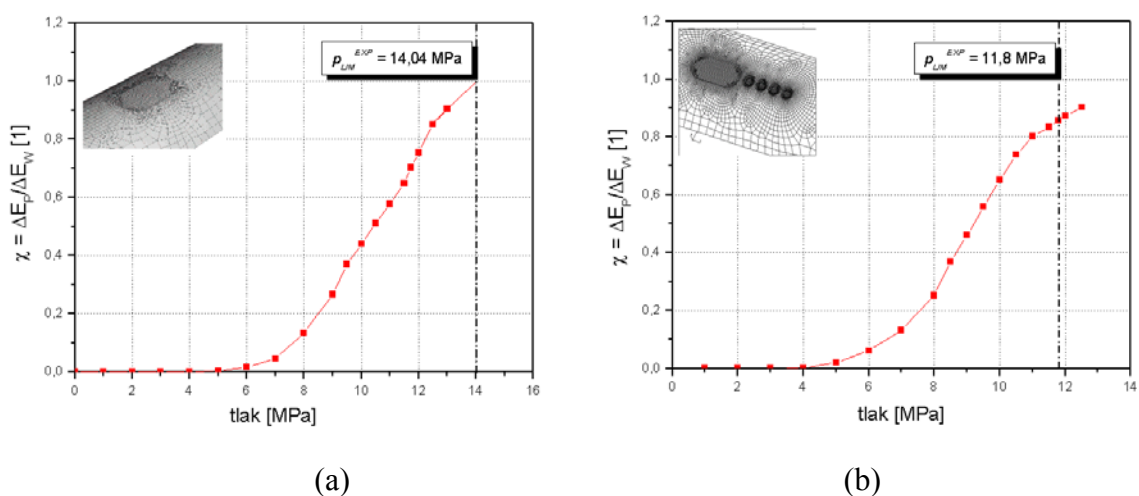 (a)
1,2
1,0
0,8
0,6
0,4
0,2
0,0
χ = ΔE_P/ΔE_W [1]
p_LIM^EXP = 14,04 MPa
0 2 4 6 8 10 12 14 16
tlak [MPa]
(b)
1,2
1,0
0,8
0,6
0,4
0,2
0,0
χ = ΔE_P/ΔE_W [1]
p_LIM^EXP = 11,8 MPa
0 2 4 6 8 10 12 14
tlak [MPa]